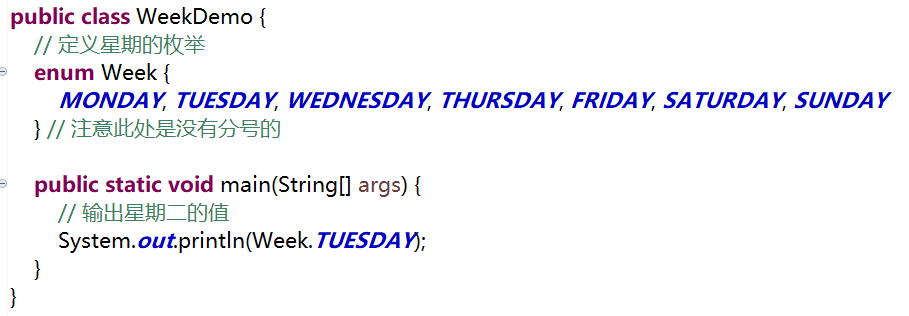 public class WeekDemo {
// 定义星期的枚举
enum Week {
MONDAY, TUESDAY, WEDNESDAY, THURSDAY, FRIDAY, SATURDAY, SUNDAY
} // 注意此处是没有分号的
public static void main(String[] args) {
// 输出星期二的值
System.out.println(Week.TUESDAY);
}
}